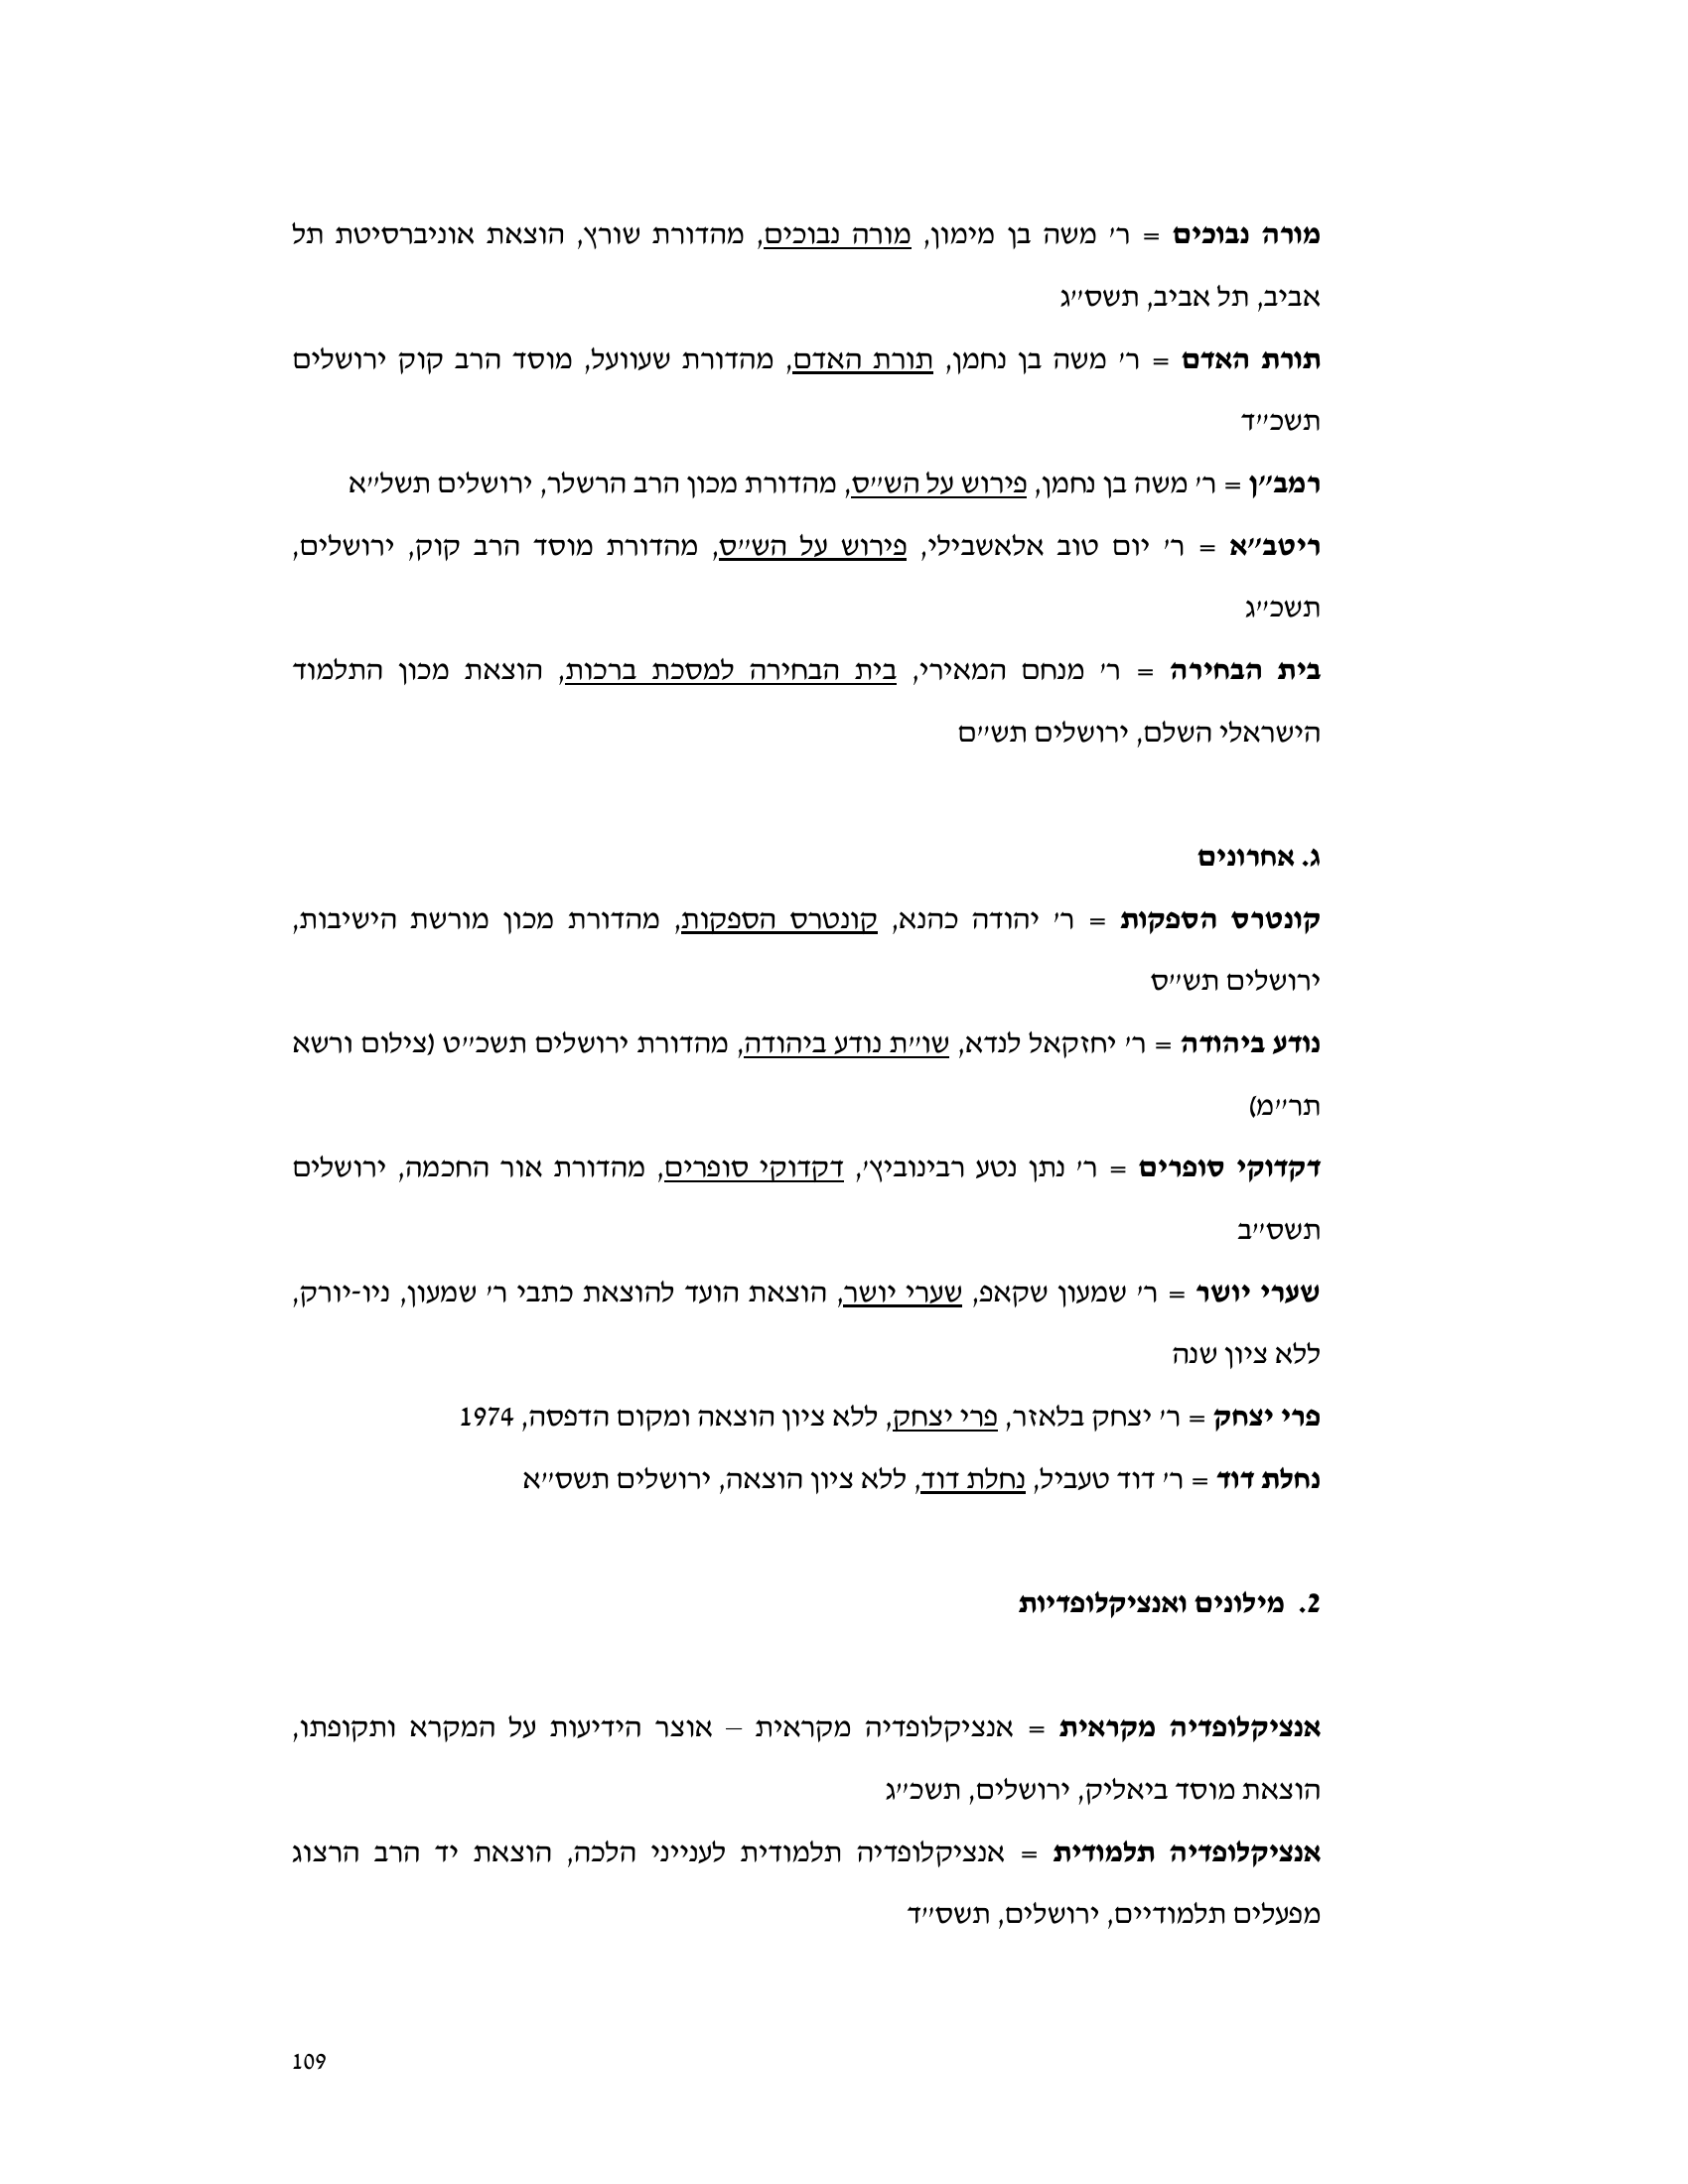 מורה נבוכים = ר' משה בן מימון, מורה נבוכים, מהדורת שורץ, הוצאת אוניברסיטת תל
אביב, תל אביב, תשס''ג
תורת האדם = ר' משה בן נחמן, תורת האדם, מהדורת שעוועל, מוסד הרב קוק ירושלים
תשכ''ד
רמב''ן = ר' משה בן נחמן, פירוש על הש''ס, מהדורת מכון הרב הרשלר, ירושלים תשל''א
ריטב''א = ר' יום טוב אלאשבילי, פירוש על הש''ס, מהדורת מוסד הרב קוק, ירושלים,
תשכ''ג
בית הבחירה = ר' מנחם המאירי, בית הבחירה למסכת ברכות, הוצאת מכון התלמוד
הישראלי השלם, ירושלים תש''ם
ג. אחרונים
קונטרס הספקות = ר' יהודה כהנא, קונטרס הספקות, מהדורת מכון מורשת הישיבות,
ירושלים תש''ס
נודע ביהודה = ר' יחזקאל לנדא, שו''ת נודע ביהודה, מהדורת ירושלים תשכ''ט (צילום ורשא
תר''מ)
דקדוקי סופרים = ר' נתן נטע רבינוביץ', דקדוקי סופרים, מהדורת אור החכמה, ירושלים
תשס''ב
שערי יושר = ר' שמעון שקאפ, שערי יושר, הוצאת הועד להוצאת כתבי ר' שמעון, ניו-יורק,
ללא ציון שנה
פרי יצחק = ר' יצחק בלאזר, פרי יצחק, ללא ציון הוצאה ומקום הדפסה, 1974
נחלת דוד = ר' דוד טעביל, נחלת דוד, ללא ציון הוצאה, ירושלים תשס''א
2. מילונים ואנציקלופדיות
אנציקלופדיה מקראית = אנציקלופדיה מקראית – אוצר הידיעות על המקרא ותקופתו,
הוצאת מוסד ביאליק, ירושלים, תשכ''ג
אנציקלופדיה תלמודית = אנציקלופדיה תלמודית לענייני הלכה, הוצאת יד הרב הרצוג
מפעלים תלמודיים, ירושלים, תשס''ד
109